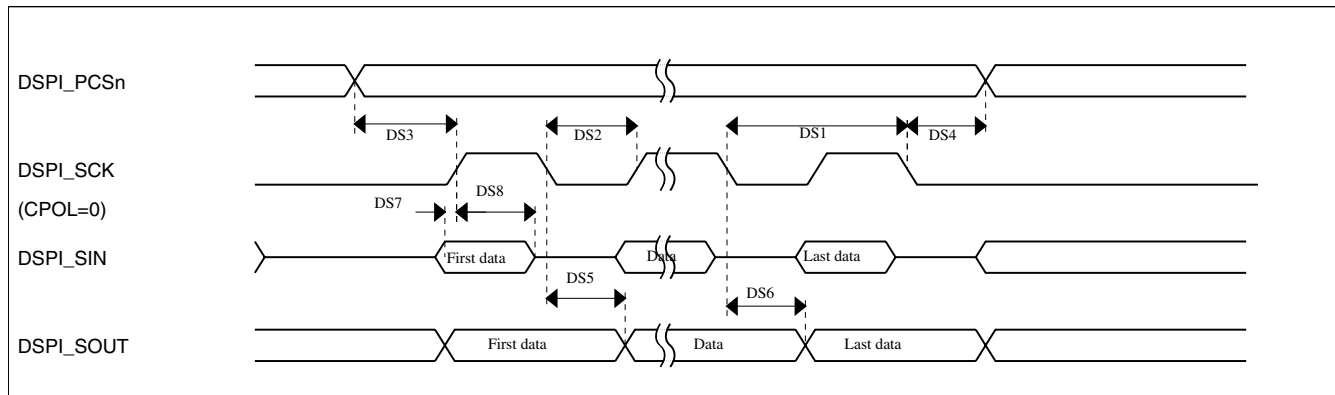 DSPI_PCSn
DS3
DS2
DS1
DS4
DSPI_SCK
(CPOL=0)
DS7
DS8
DSPI_SIN
First data
Data
Last data
DS5
DS6
DSPI_SOUT
First data
Data
Last data